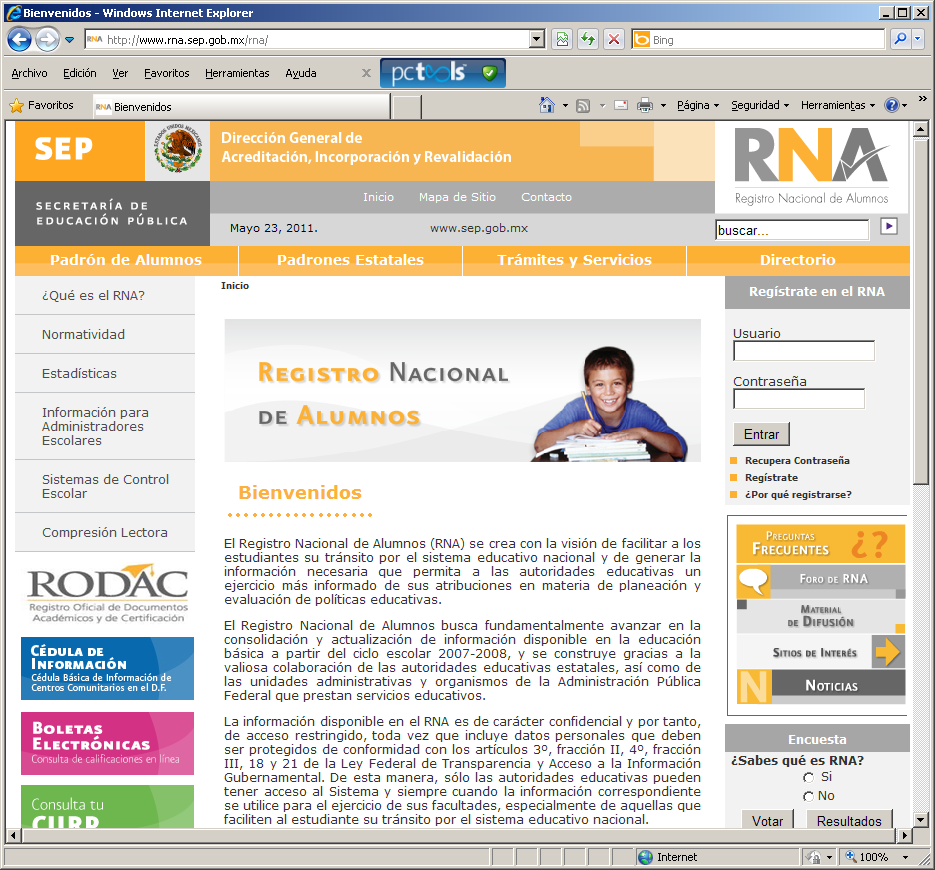 Bienvenidos - Windows Internet Explorer
RNA http://www.rna.sep.gob.mx/rna/
Bing
Archivo Edición Ver Favoritos Herramientas Ayuda
x pctools
Favoritos
RNA Bienvenidos
Página Seguridad Herramientas
SEP
SECRETARÍA DE
EDUCACIÓN PÚBLICA
Dirección General de
Acreditación, Incorporación y Revalidación
Inicio Mapa de Sitio Contacto
Mayo 23, 2011. www.sep.gob.mx
RNA
Registro Nacional de Alumnos
buscar...
Padrón de Alumnos Padrones Estatales Trámites y Servicios Directorio
¿Qué es el RNA?
Normatividad
Estadísticas
Información para
Administradores
Escolares
Sistemas de Control
Escolar
Compresión Lectora
RODAC
Registro Oficial de Documentos
Académicos y de Certificación
CÉDULA DE
INFORMACIÓN
Cédula Básica de Información de
Centros Comunitarios en el D.F.
BOLETAS
ELECTRÓNICAS
Consulta de calificaciones en línea
Consulta tu
CURP
Inicio
REGISTRO NACIONAL
DE ALUMNOS
Bienvenidos
El Registro Nacional de Alumnos (RNA) se crea con la visión de facilitar a los
estudiantes su tránsito por el sistema educativo nacional y de generar la
información necesaria que permita a las autoridades educativas un
ejercicio más informado de sus atribuciones en materia de planeación y
evaluación de políticas educativas.
El Registro Nacional de Alumnos busca fundamentalmente avanzar en la
consolidación y actualización de información disponible en la educación
básica a partir del ciclo escolar 2007-2008, y se construye gracias a la
valiosa colaboración de las autoridades educativas estatales, así como de
las unidades administrativas y organismos de la Administración Pública
Federal que prestan servicios educativos.
La información disponible en el RNA es de carácter confidencial y por tanto,
de acceso restringido, toda vez que incluye datos personales que deben
ser protegidos de conformidad con los artículos 3º, fracción II, 4º, fracción
III, 18 y 21 de la Ley Federal de Transparencia y Acceso a la Información
Gubernamental. De esta manera, sólo las autoridades educativas pueden
tener acceso al Sistema y siempre cuando la información correspondiente
se utilice para el ejercicio de sus facultades, especialmente de aquellas que
faciliten al estudiante su tránsito por el sistema educativo nacional.
Regístrate en el RNA
Usuario
Contraseña
Entrar
Recupera Contraseña
Regístrate
¿Por qué registrarse?
PREGUNTAS
FRECUENTES ¿?
FORO DE RNA
MATERIAL
DE DIFUSIÓN
SITIOS DE INTERÉS
N NOTICIAS
Encuesta
¿Sabes qué es RNA?
Si
No
Votar Resultados
Internet 100%